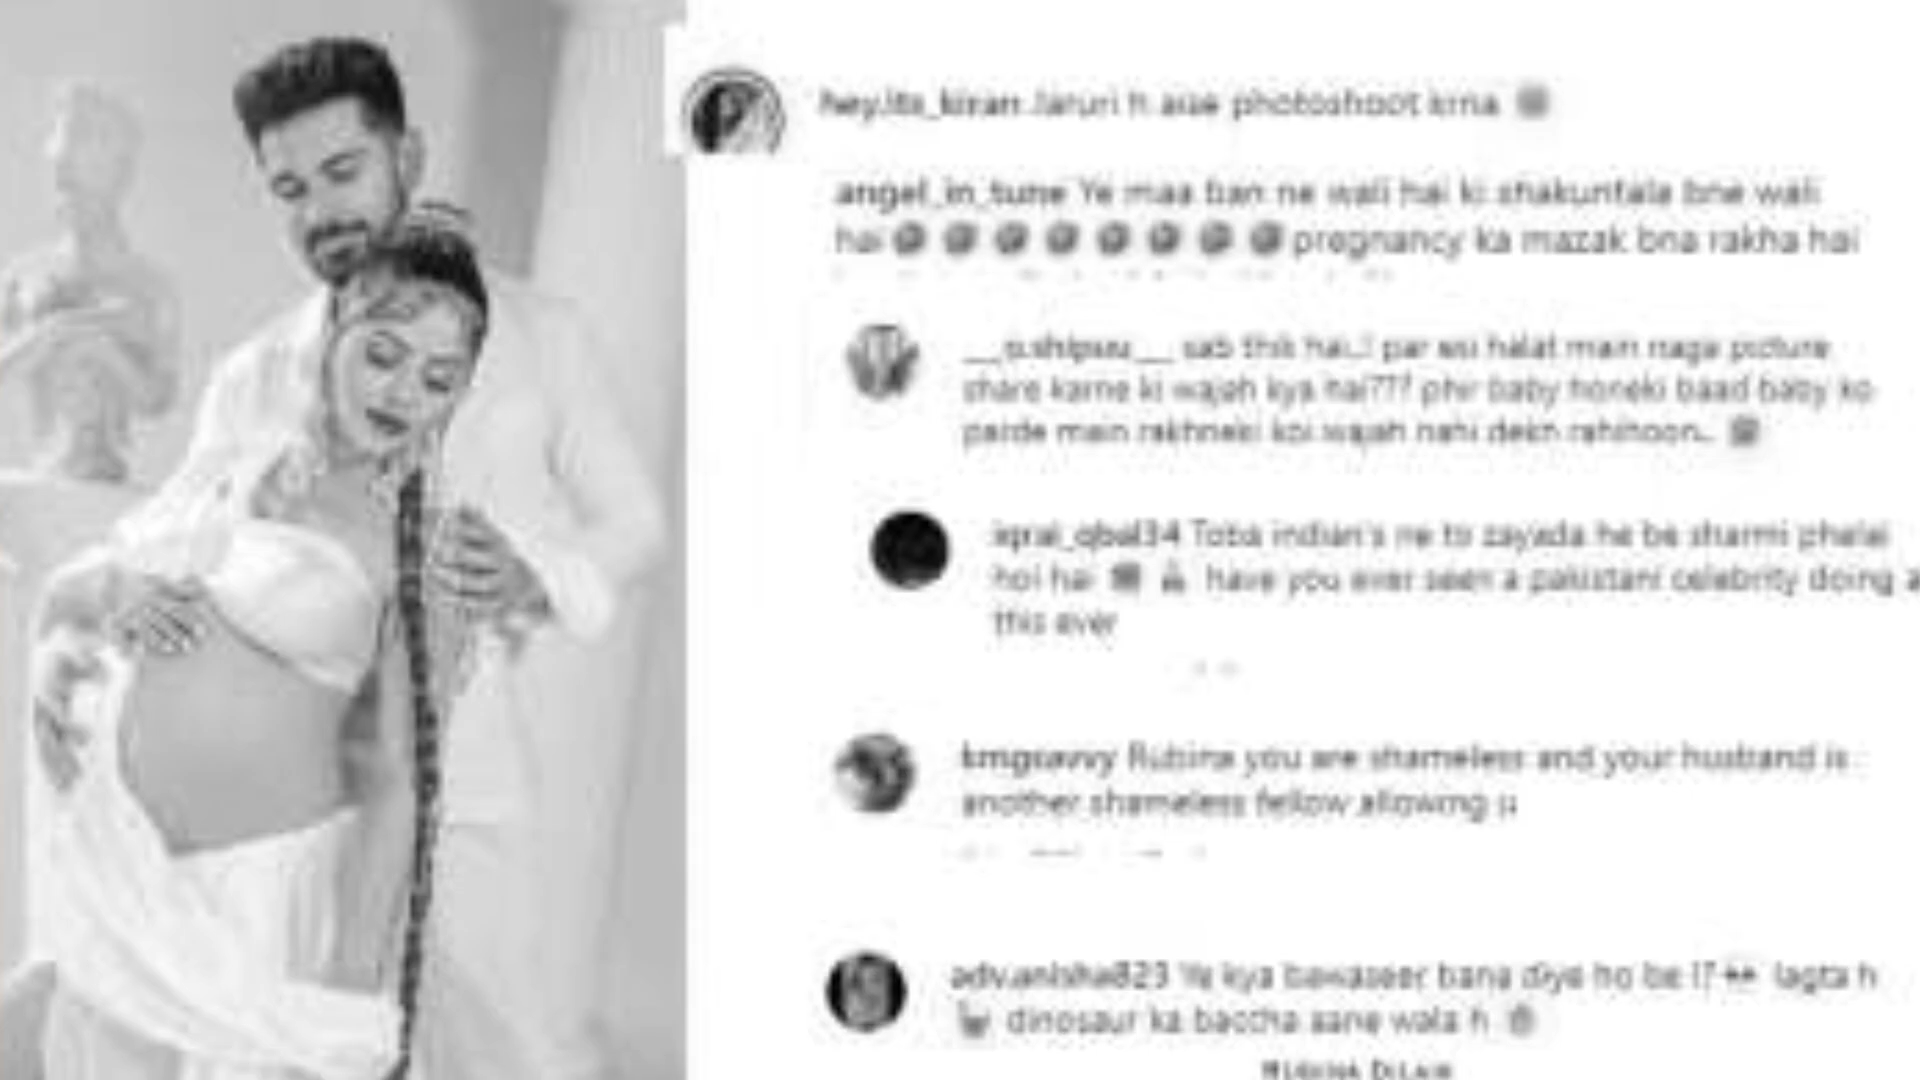 hey.its_kiran Jaruri h aise photoshoot krna
angel_in_tune Ye maa ban ne wali hai ki shakuntala bne wali
hai pregnancy ka mazak bna rakha hai
sab thik hai..! par esi halat main naga picture
share karne ki wajah kya hai??? phir baby honeki baad baby ko
parde main rakhneki koi wajah nahi dekh rahihoon..
Toba indian's ne to zayada he be sharmi phelai
hoi hai have you ever seen a pakistani celebrity doing a
this ever
Rubina you are shameless and your husband is
another shameless fellow allowing u
adv.anisha823 Ye kya bawaseer bana diye ho be !? lagta h
dinosaur ka baccha aane wala h